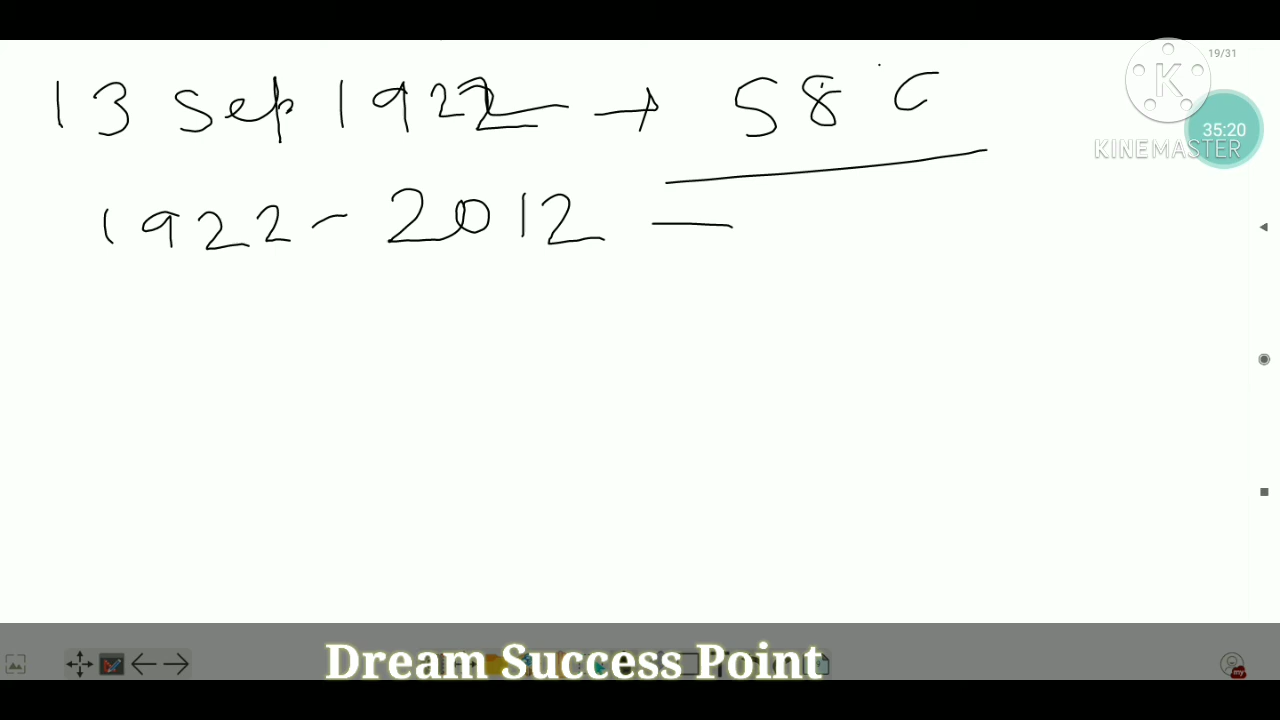 19/31
13 Sep 1922 → 58° C
35:20
KINEMASTER
1922 - 2012 —
Dream Success Point